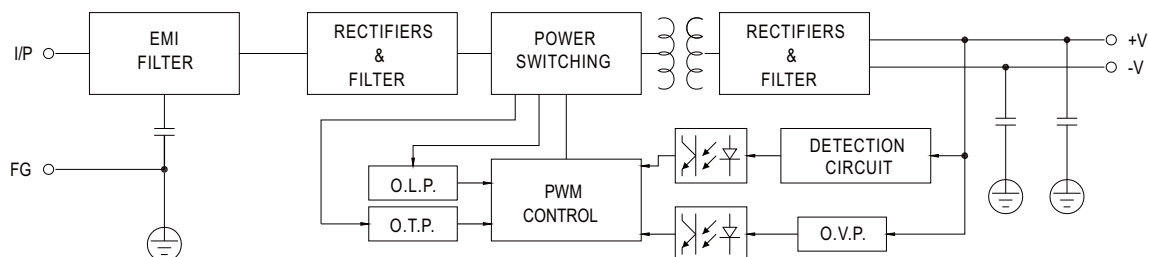 I/P
EMI
FILTER
RECTIFIERS
&
FILTER
POWER
SWITCHING
RECTIFIERS
&
FILTER
+V
-V
FG
O.L.P.
O.T.P.
PWM
CONTROL
DETECTION
CIRCUIT
O.V.P.